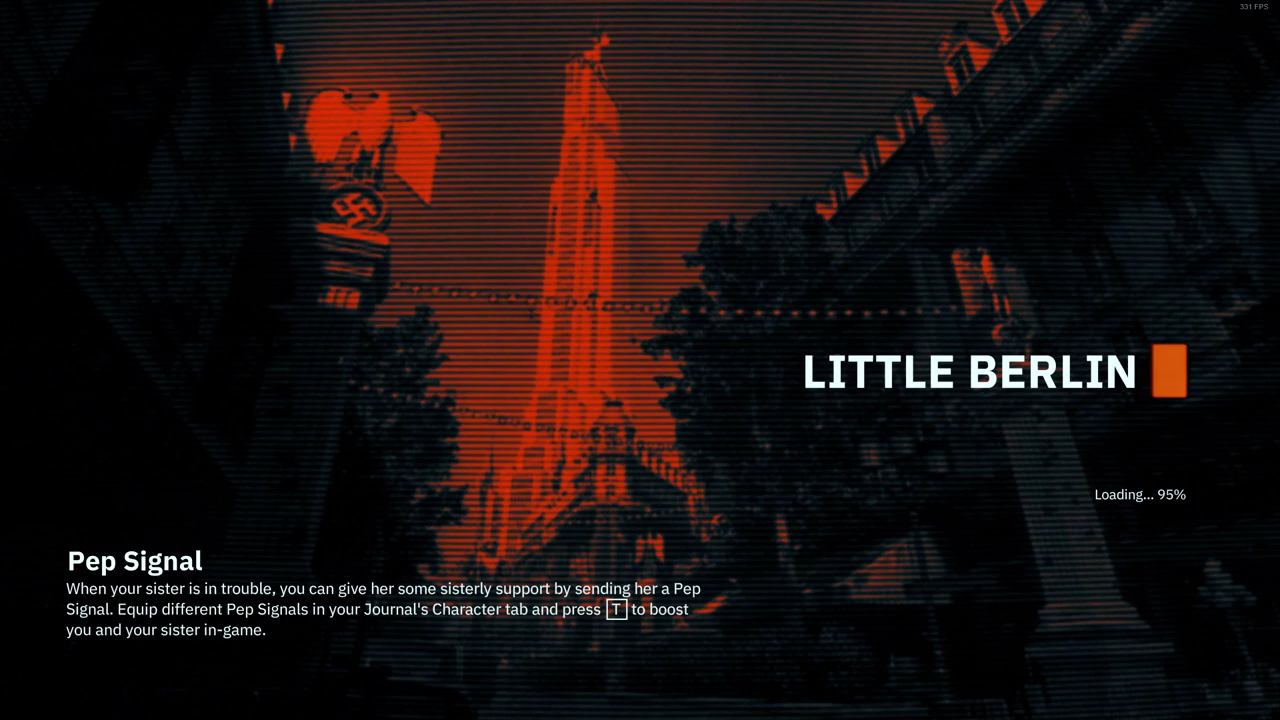 331 FPS
LITTLE BERLIN
Loading... 95%
Pep Signal
When your sister is in trouble, you can give her some sisterly support by sending her a Pep
Signal. Equip different Pep Signals in your Journal's Character tab and press T to boost
you and your sister in-game.